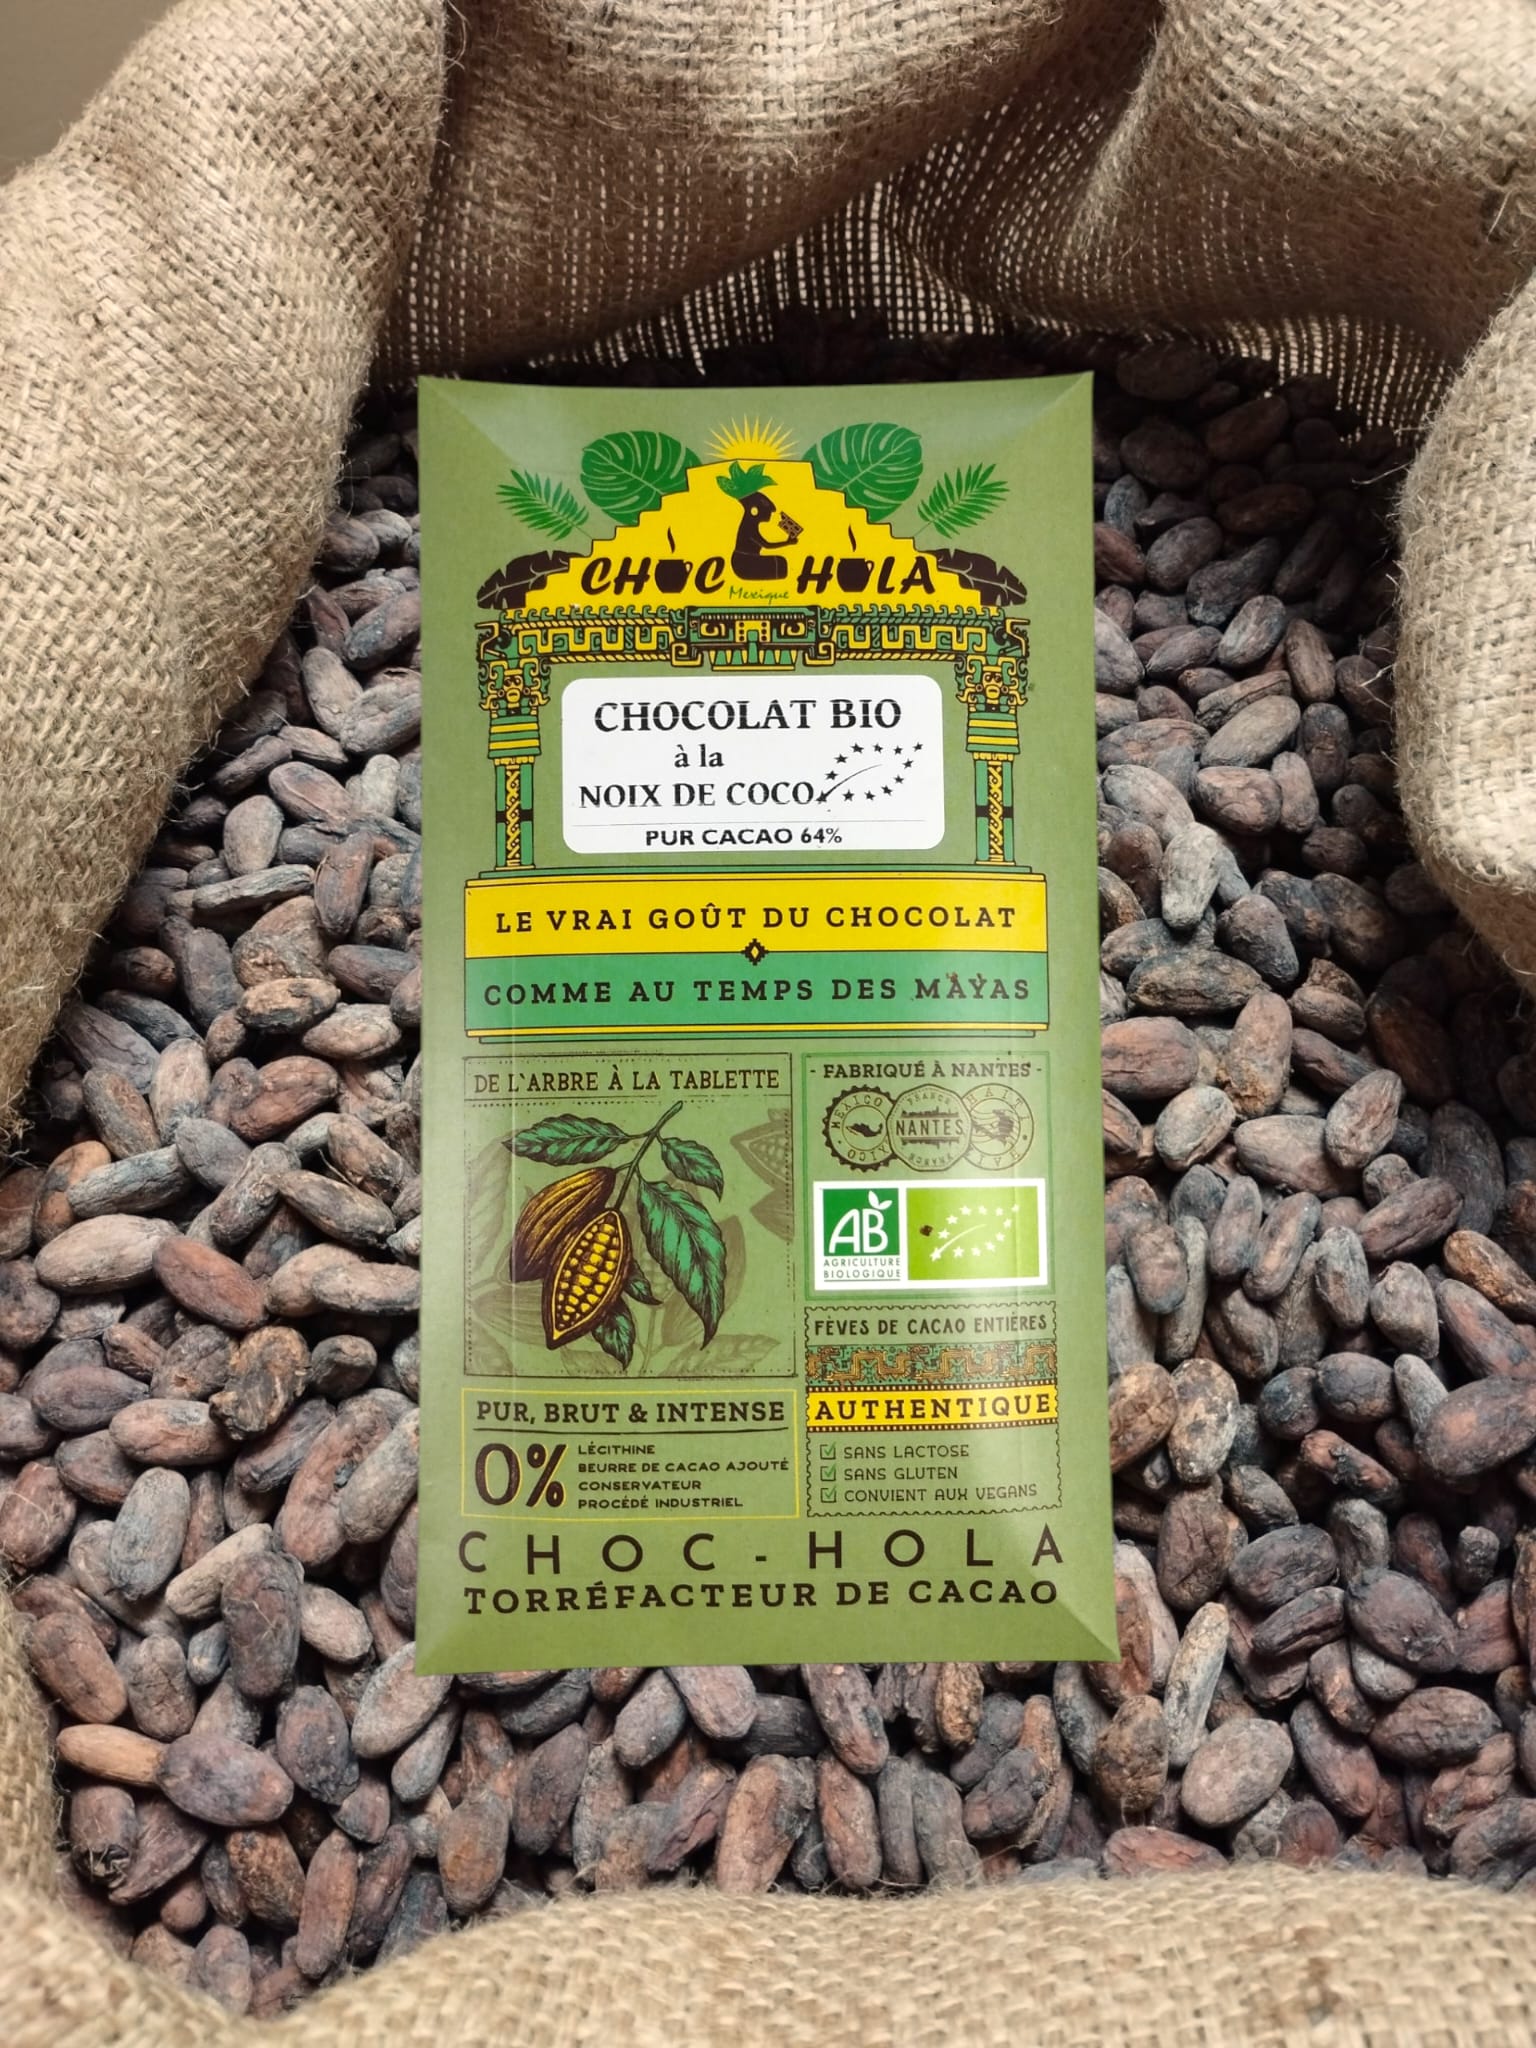 CHOC HOLA
Mexique
CHOCOLAT BIO
à la
NOIX DE COCO
PUR CACAO 64%
LE VRAI GOÛT DU CHOCOLAT
COMME AU TEMPS DES MAYAS
DE L'ARBRE À LA TABLETTE
- FABRIQUÉ À NANTES -
MEXICO
MEXICO
FRANCE
NANTES
FRANCE
HAITI
HAITI
AB
AGRICULTURE
BIOLOGIQUE
FÈVES DE CACAO ENTIÈRES
AUTHENTIQUE
SANS LACTOSE
SANS GLUTEN
CONVIENT AUX VEGANS
PUR, BRUT & INTENSE
0%
LÉCITHINE
BEURRE DE CACAO AJOUTÉ
CONSERVATEUR
PROCÉDÉ INDUSTRIEL
CHOC-HOLA
TORRÉFACTEUR DE CACAO